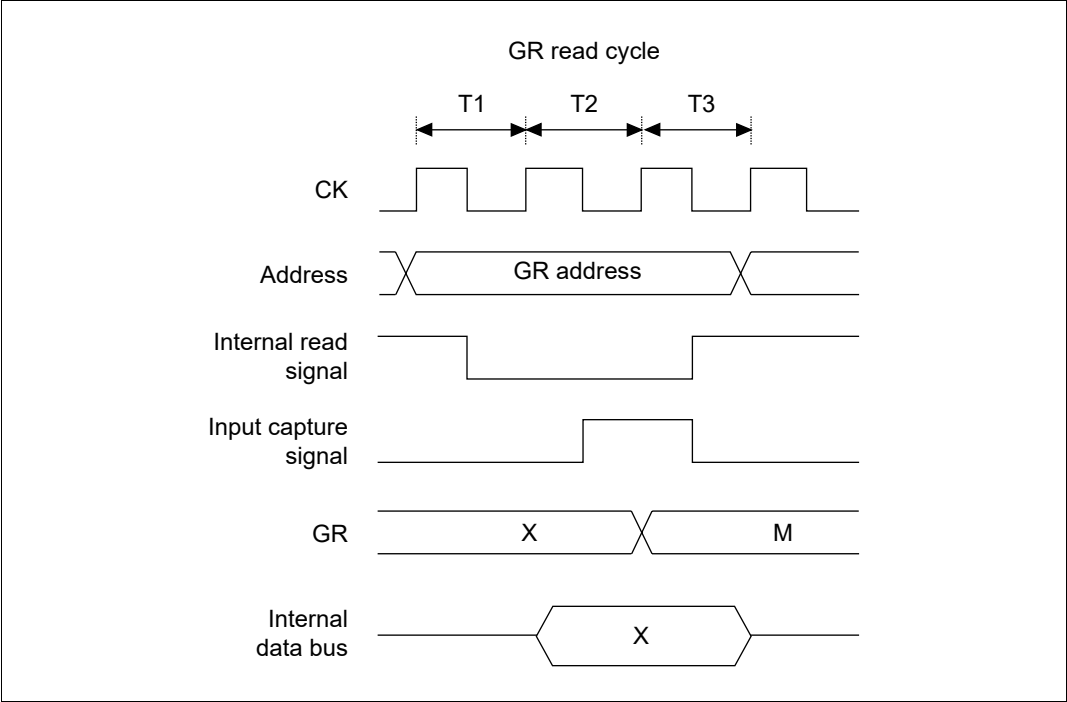 GR read cycle
T1 T2 T3
CK
Address
GR address
Internal read
signal
Input capture
signal
GR
X
M
Internal
data bus
X